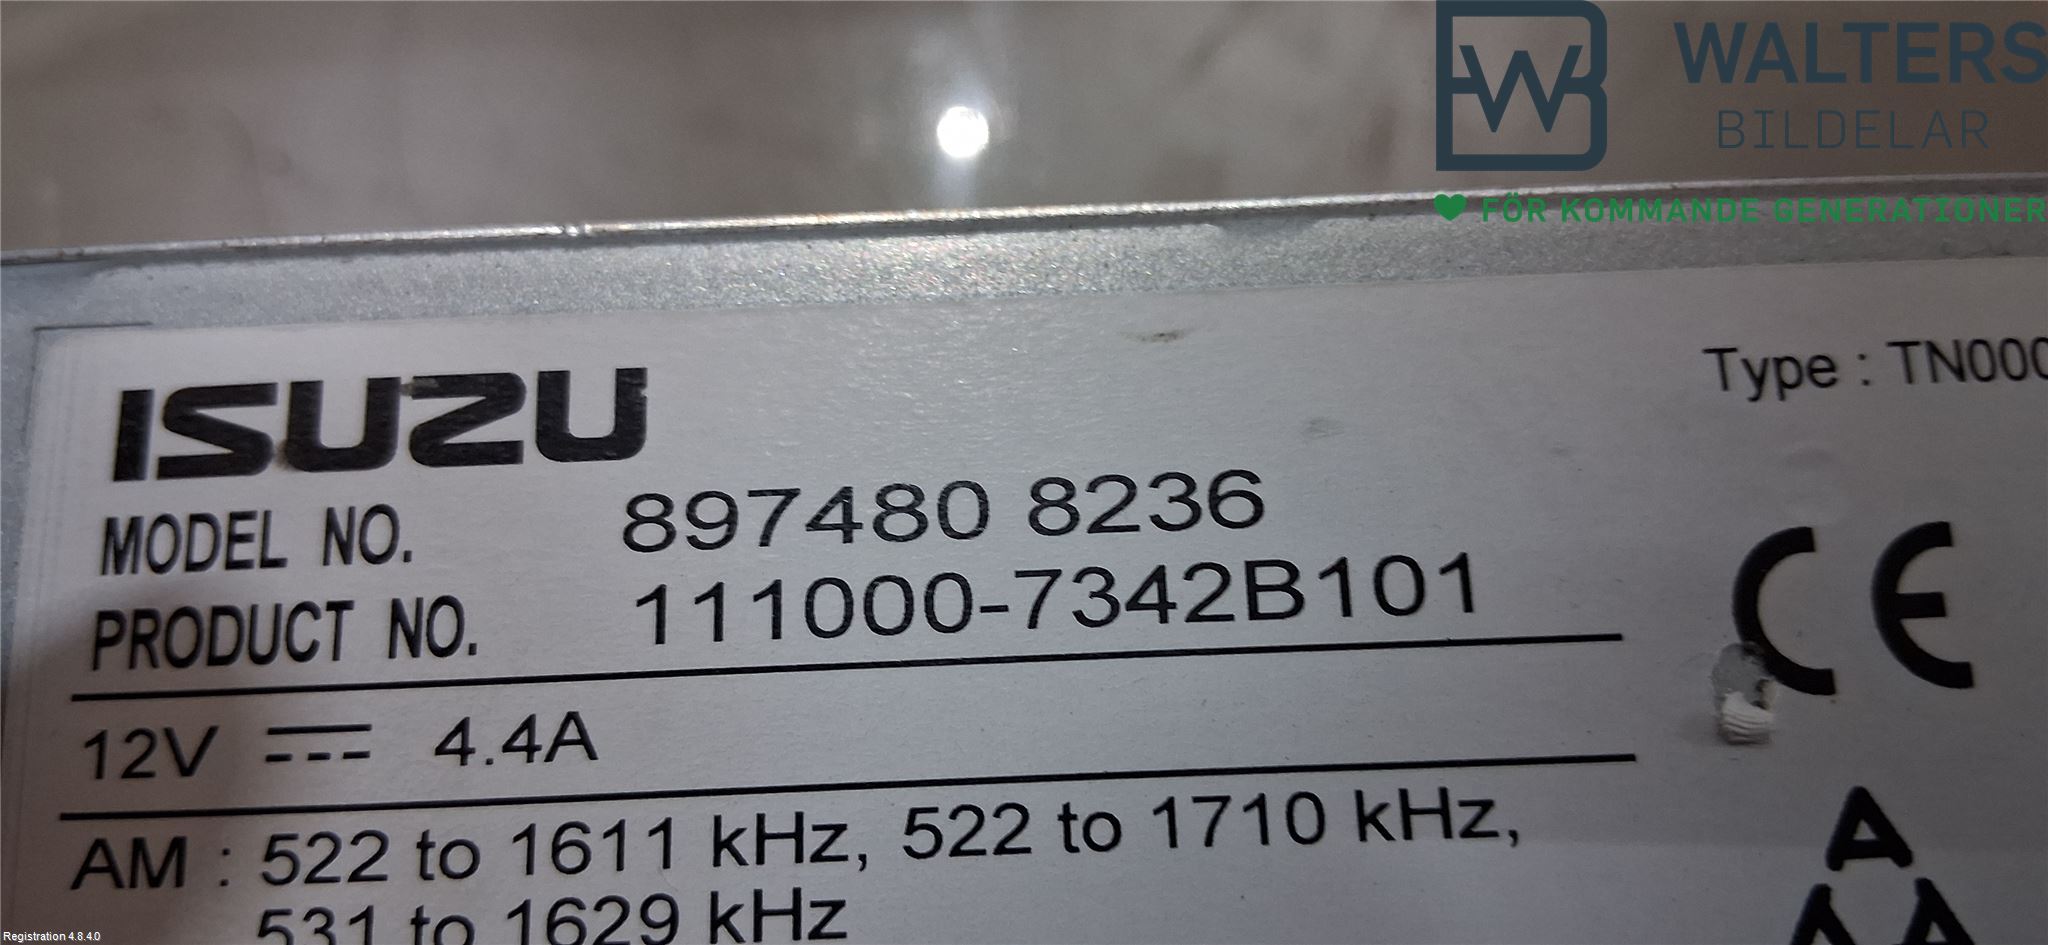 WALTERS
BILDELAR
FÖR KOMMANDE GENERATIONER
Type : TN000
ISUZU
MODEL NO. 897480 8236
PRODUCT NO. 111000-7342B101
CE
12V 4.4A
AM : 522 to 1611 kHz, 522 to 1710 kHz,
531 to 1629 kHz
Registration 4.8.4.0